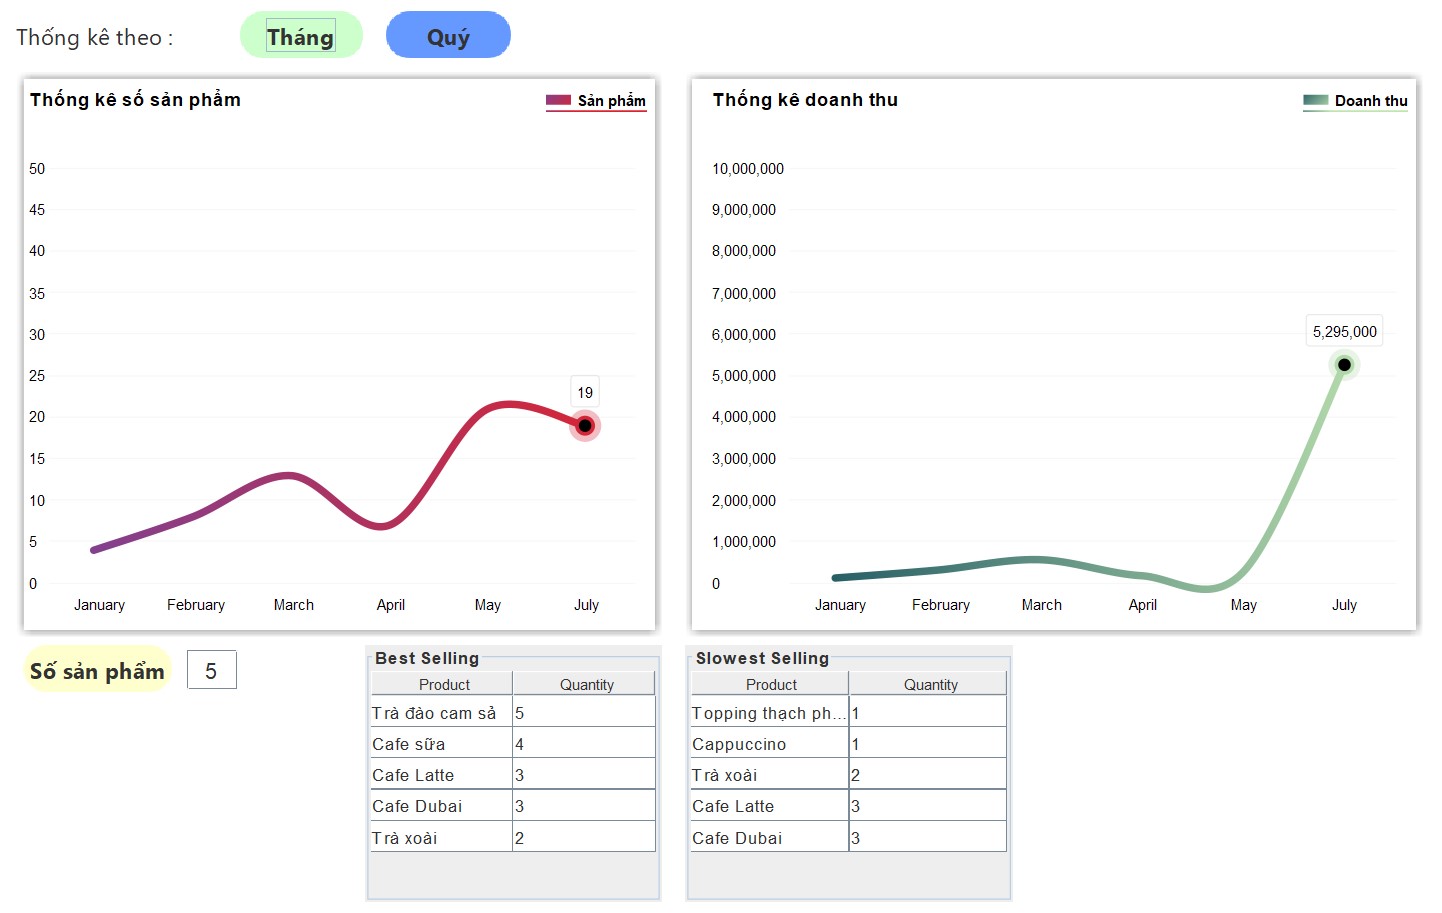 Thống kê theo :
Tháng
Quý
Thống kê số sản phẩm
Sản phẩm
50
45
40
35
30
25
20
15
10
5
0
19
January February March April May July
Thống kê doanh thu
Doanh thu
10,000,000
9,000,000
8,000,000
7,000,000
6,000,000
5,000,000
4,000,000
3,000,000
2,000,000
1,000,000
0
5,295,000
January February March April May July
Số sản phẩm
5
Best Selling
Product Quantity
Trà đào cam sả 5
Cafe sữa 4
Cafe Latte 3
Cafe Dubai 3
Trà xoài 2
Slowest Selling
Product Quantity
Topping thạch ph... 1
Cappuccino 1
Trà xoài 2
Cafe Latte 3
Cafe Dubai 3